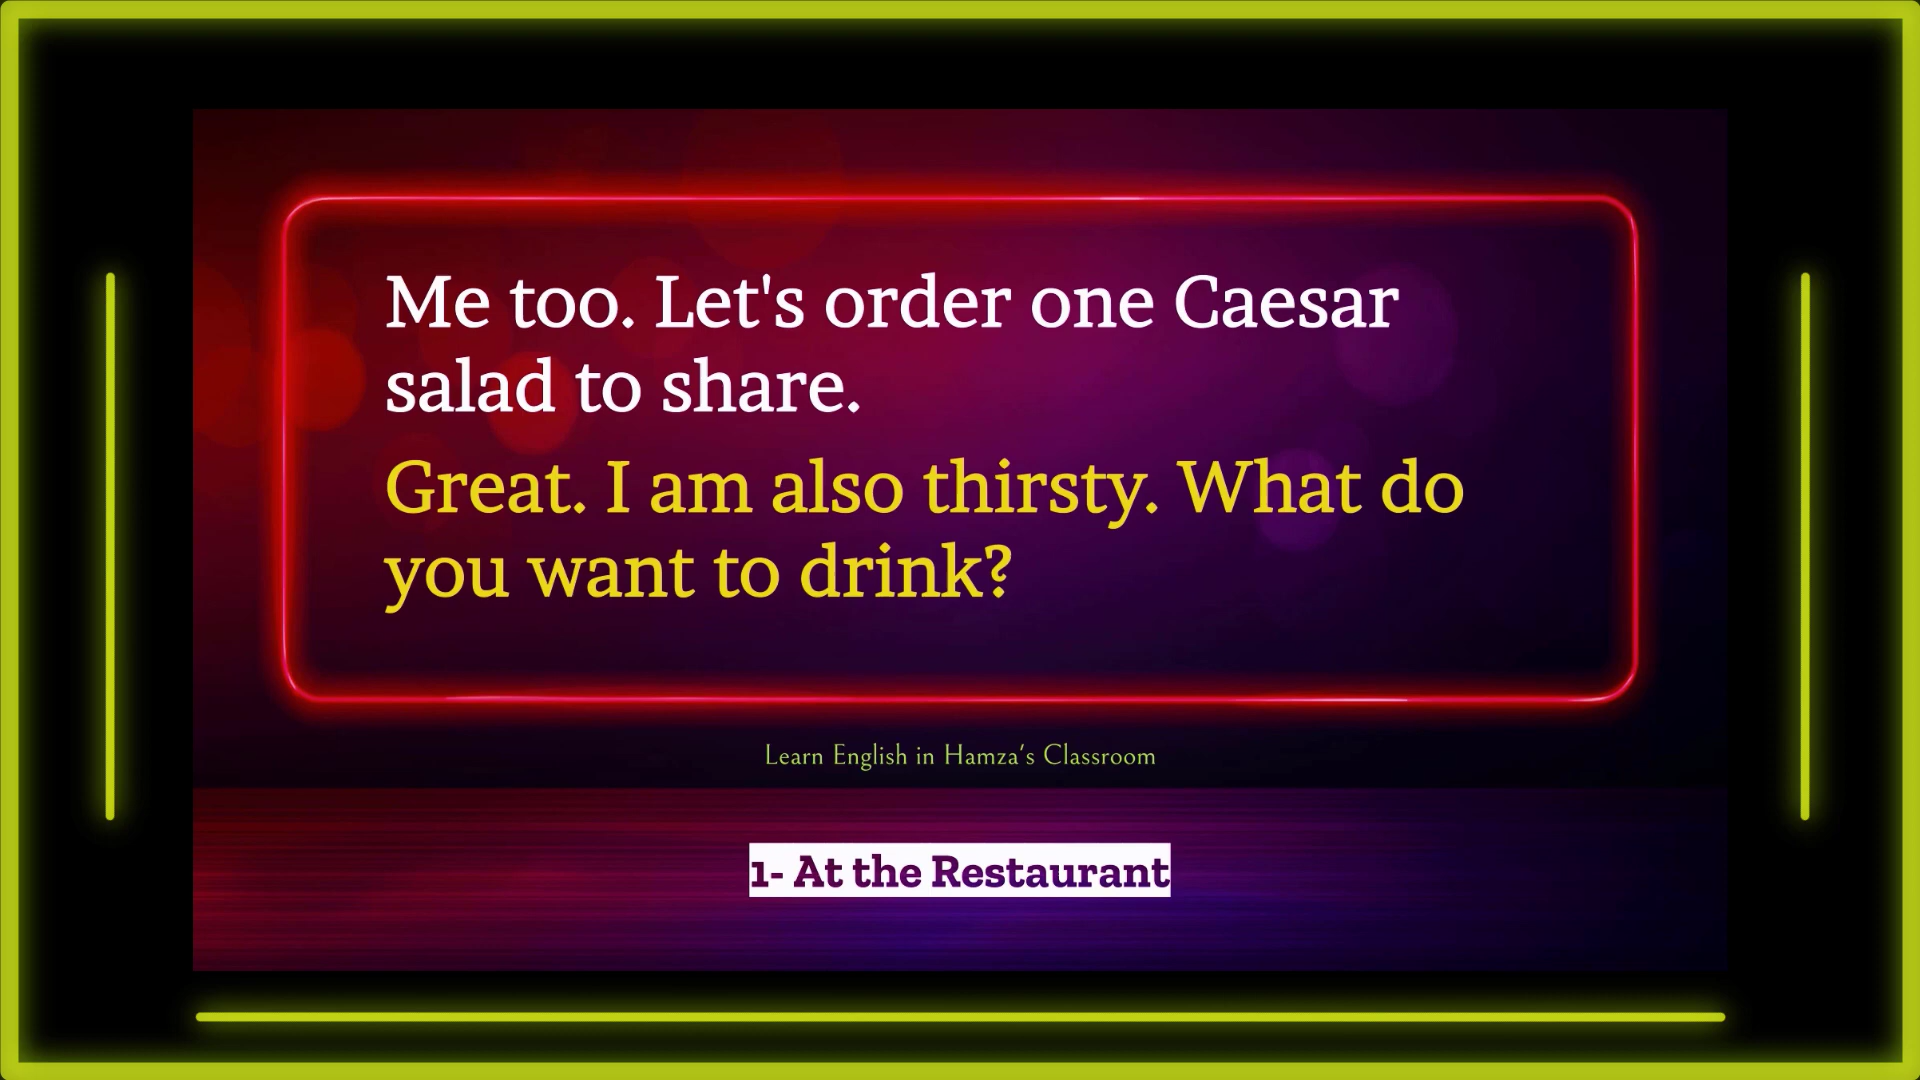 Me too. Let's order one Caesar
salad to share.
Great. I am also thirsty. What do
you want to drink?
Learn English in Hamza's Classroom
1- At the Restaurant